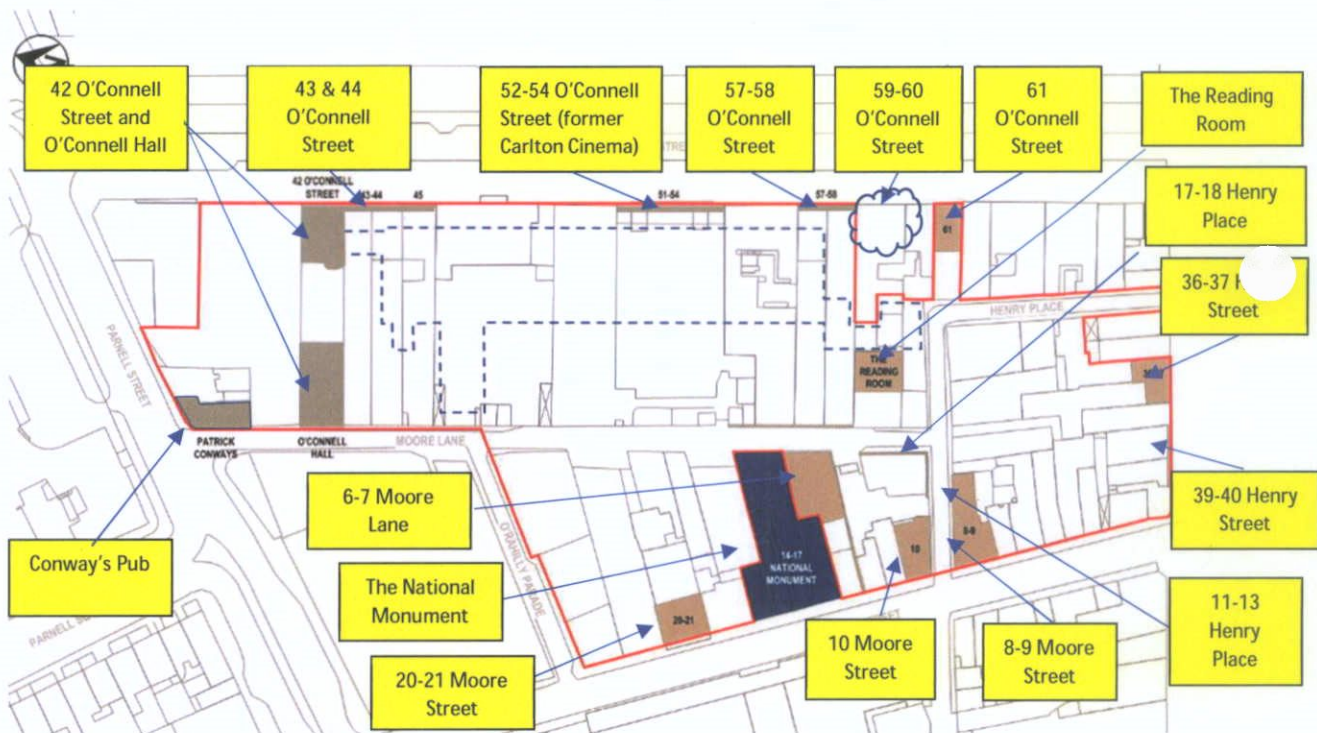 42 O'Connell
Street and
O'Connell Hall
43 & 44
O'Connell
Street
52-54 O'Connell
Street (former
Carlton Cinema)
57-58
O'Connell
Street
59-60
O'Connell
Street
61
O'Connell
Street
The Reading
Room
17-18 Henry
Place
36-37
Street
42 O'CONNELL
STREET
43-44
45
51-54
57-58
61
HENRY PLACE
PARNELL STREET
THE
READING
ROOM
PATRICK
CONWAYS
O'CONNELL
HALL
MOORE LANE
6-7 Moore
Lane
O'RAHILLY PARADE
39-40 Henry
Street
Conway's Pub
The National
Monument
14-17
NATIONAL
MONUMENT
10
8-9
20-21
PARNELL
20-21 Moore
Street
10 Moore
Street
8-9 Moore
Street
11-13
Henry
Place